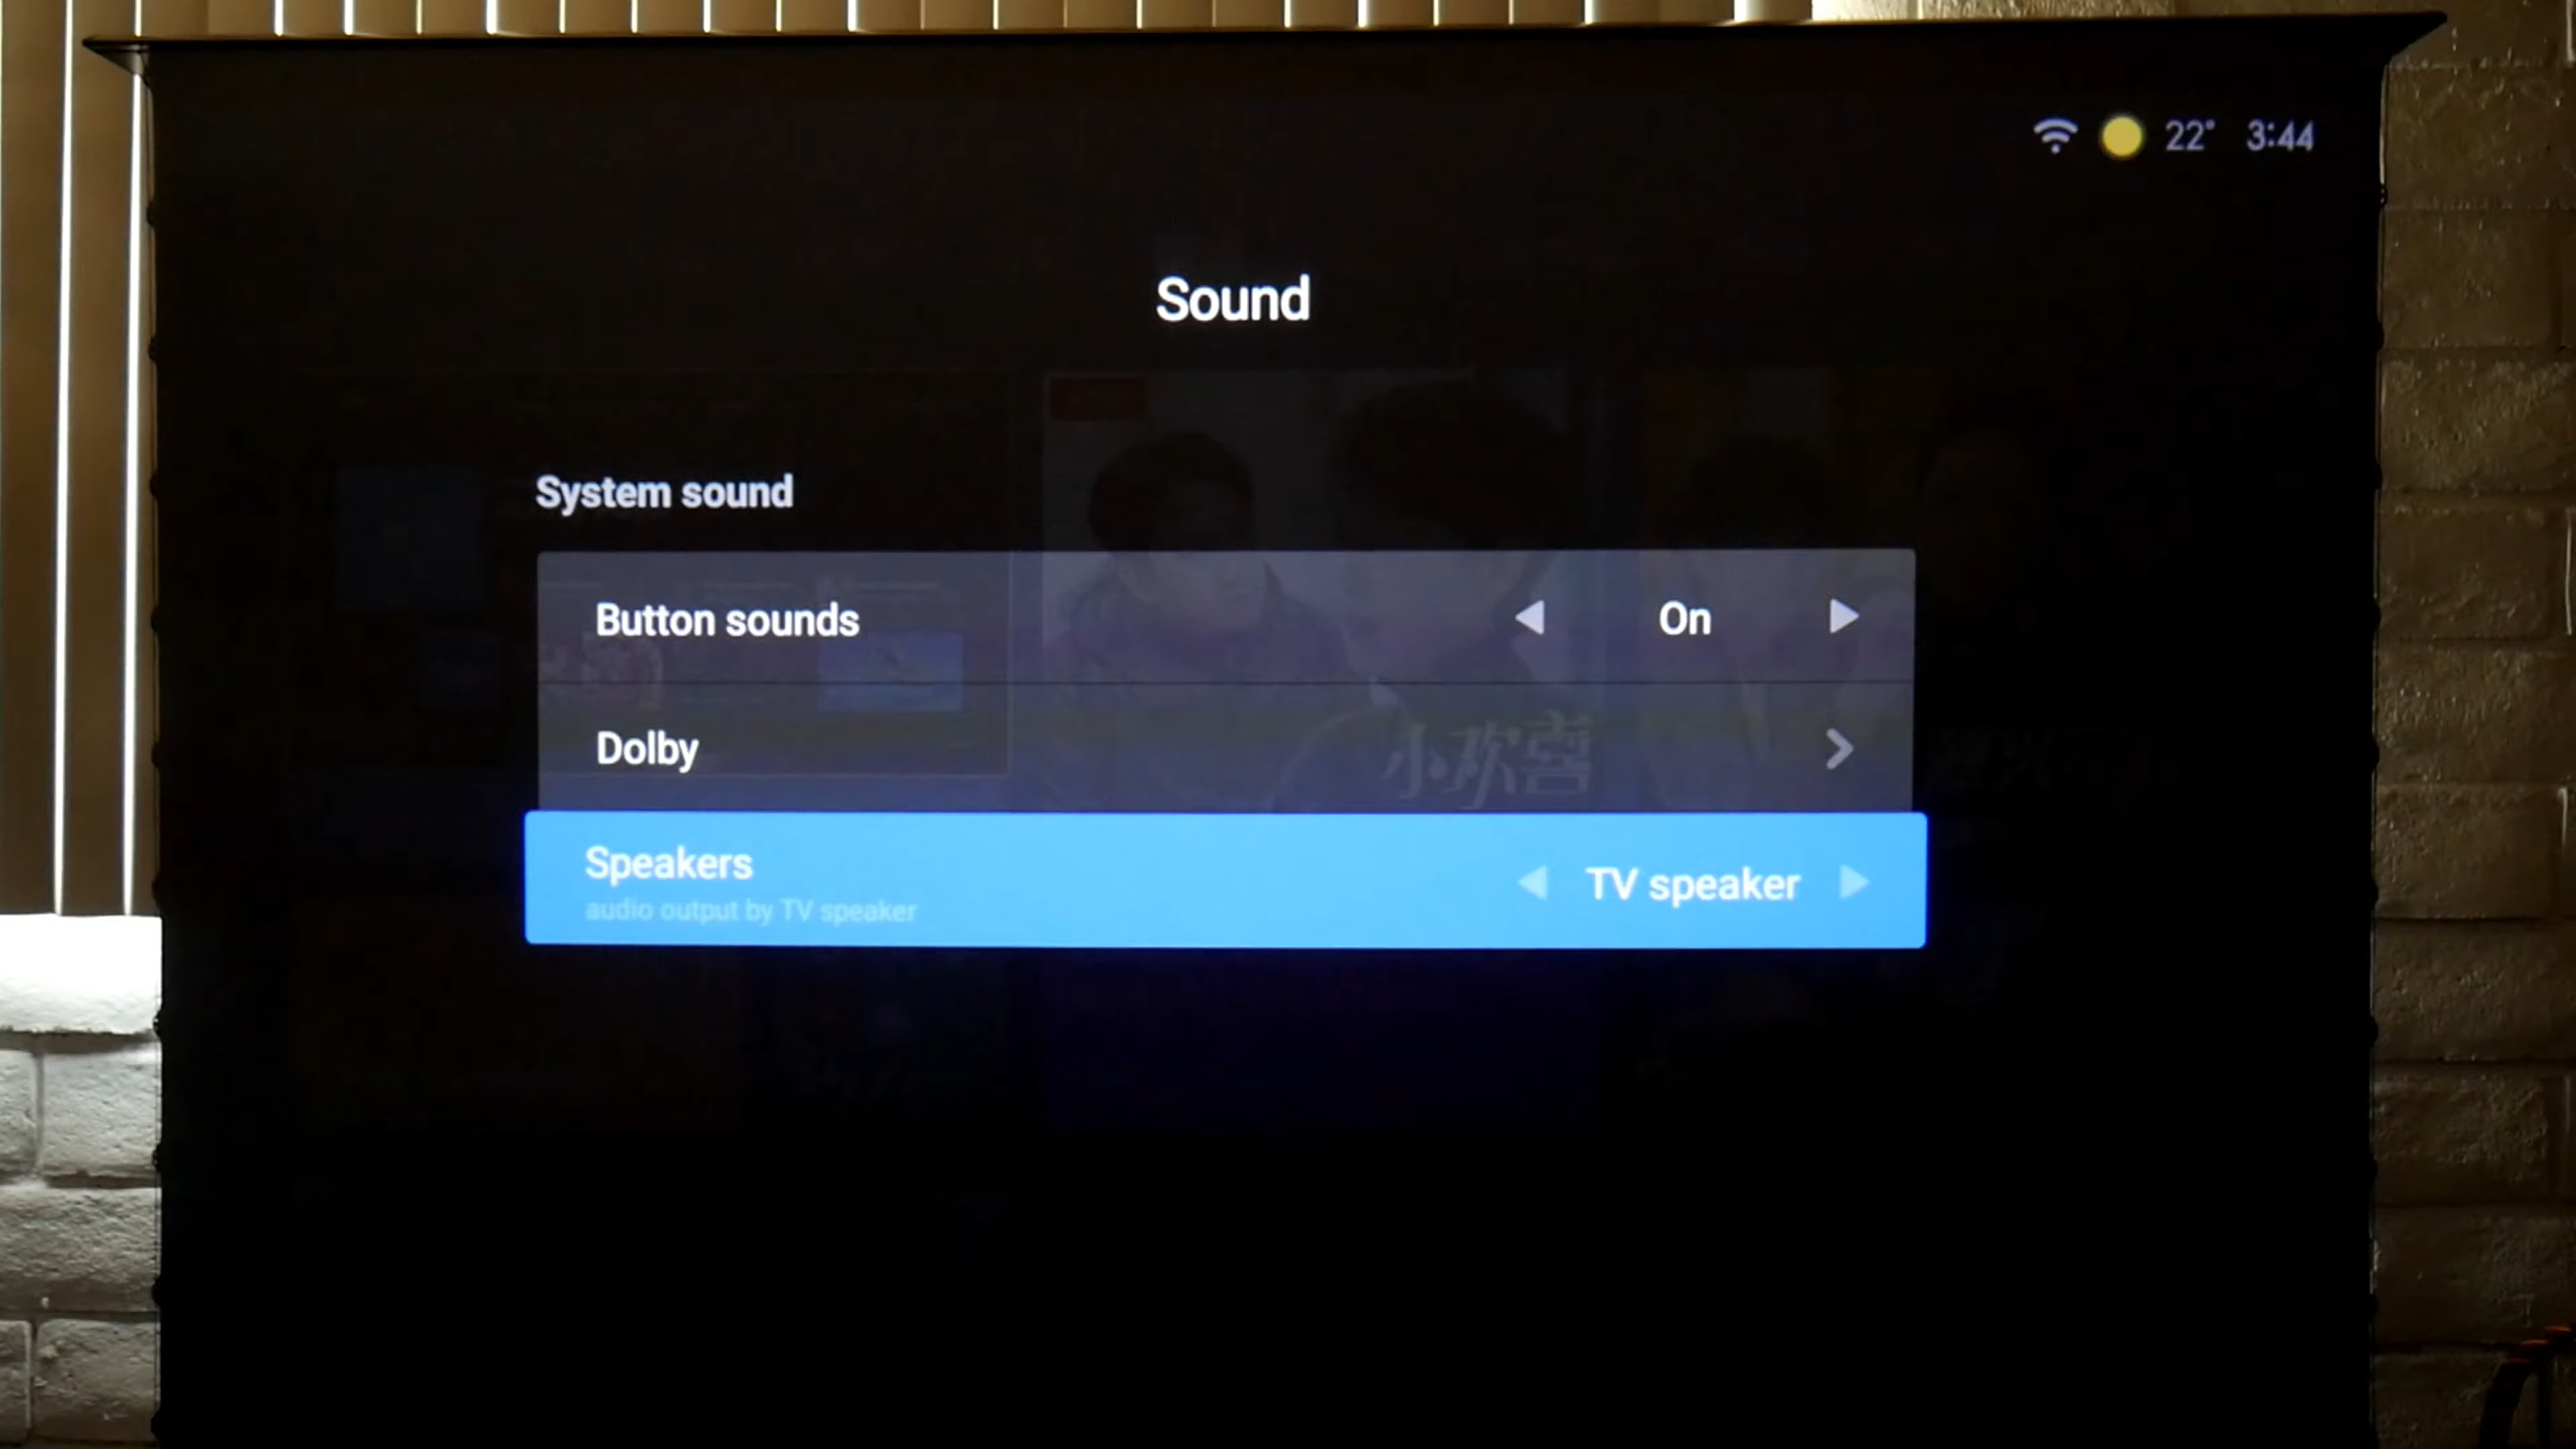 22° 3:44
Sound
System sound
Button sounds
On
Dolby
小欢喜
Speakers
audio output by TV speaker
TV speaker